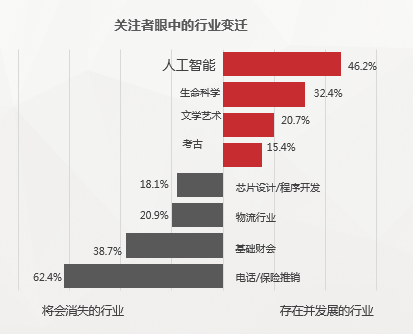 关注者眼中的行业变迁
人工智能 46.2%
生命科学 32.4%
文学艺术 20.7%
考古 15.4%
18.1% 芯片设计/程序开发
20.9% 物流行业
38.7% 基础财会
62.4% 电话/保险推销
将会消失的行业 存在并发展的行业